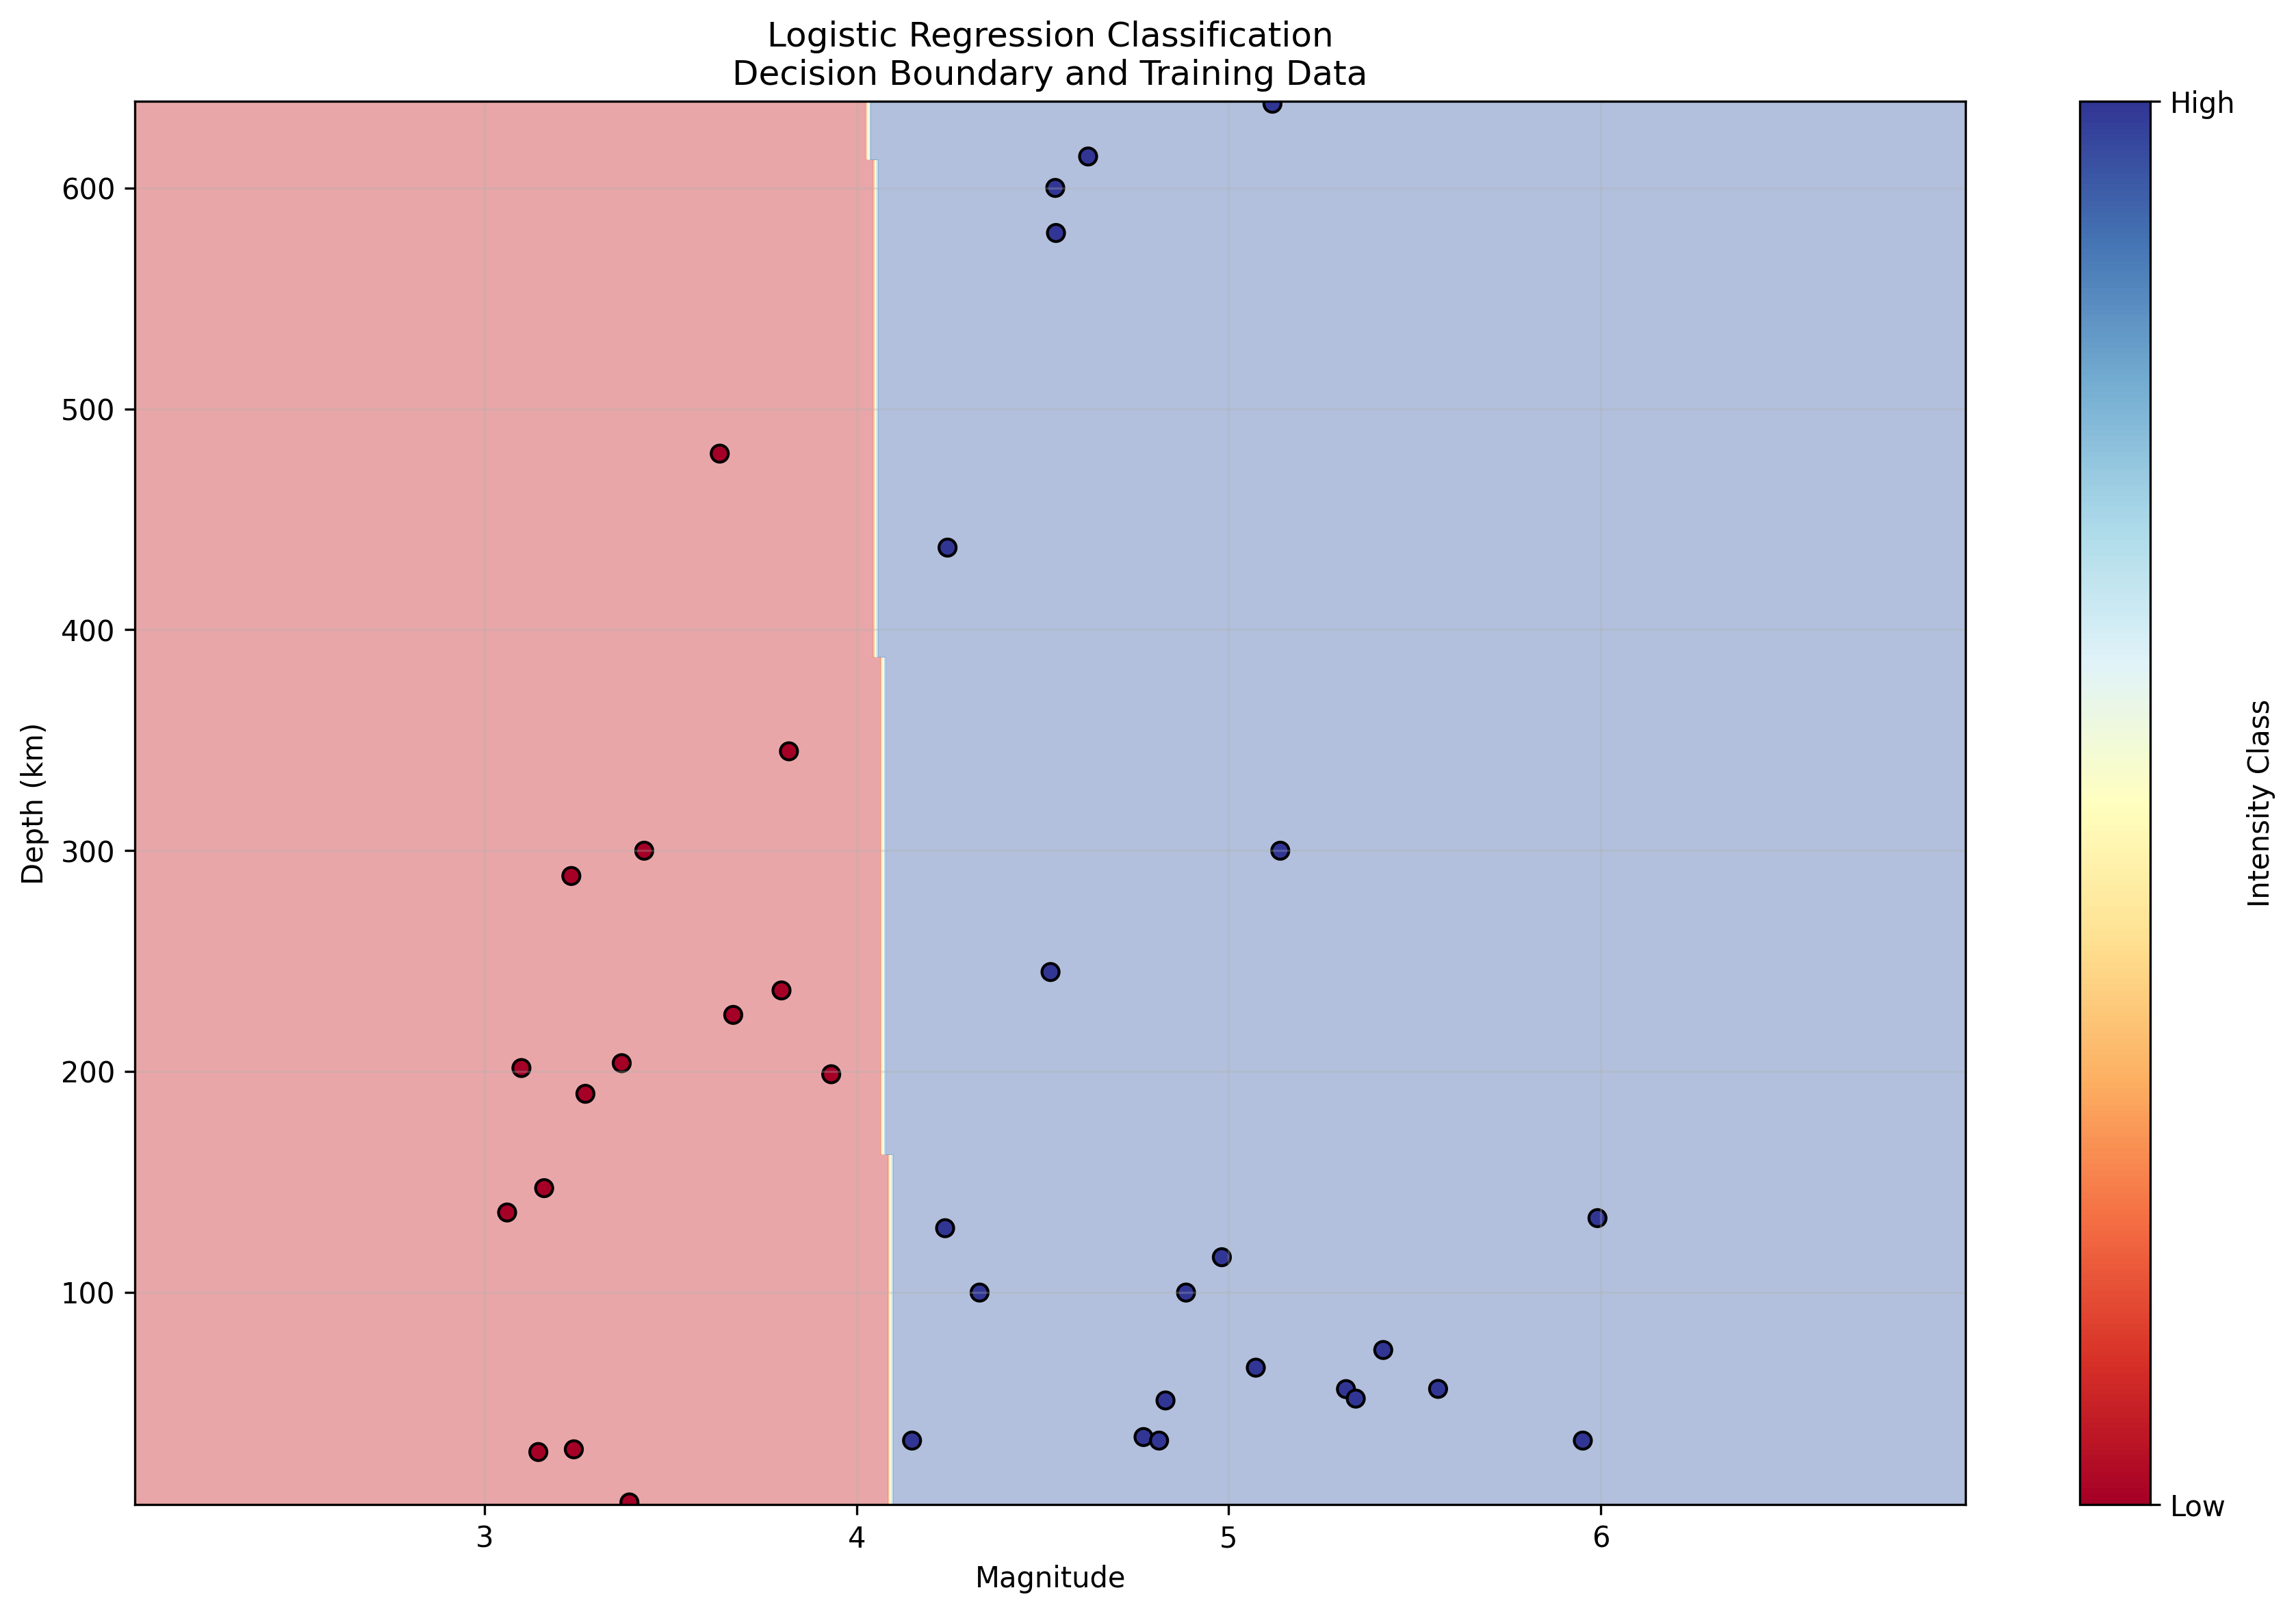 Logistic Regression Classification
Decision Boundary and Training Data
High
600
500
400
300
200
100
Depth (km)
Intensity Class
Low
3
4
5
6
Magnitude